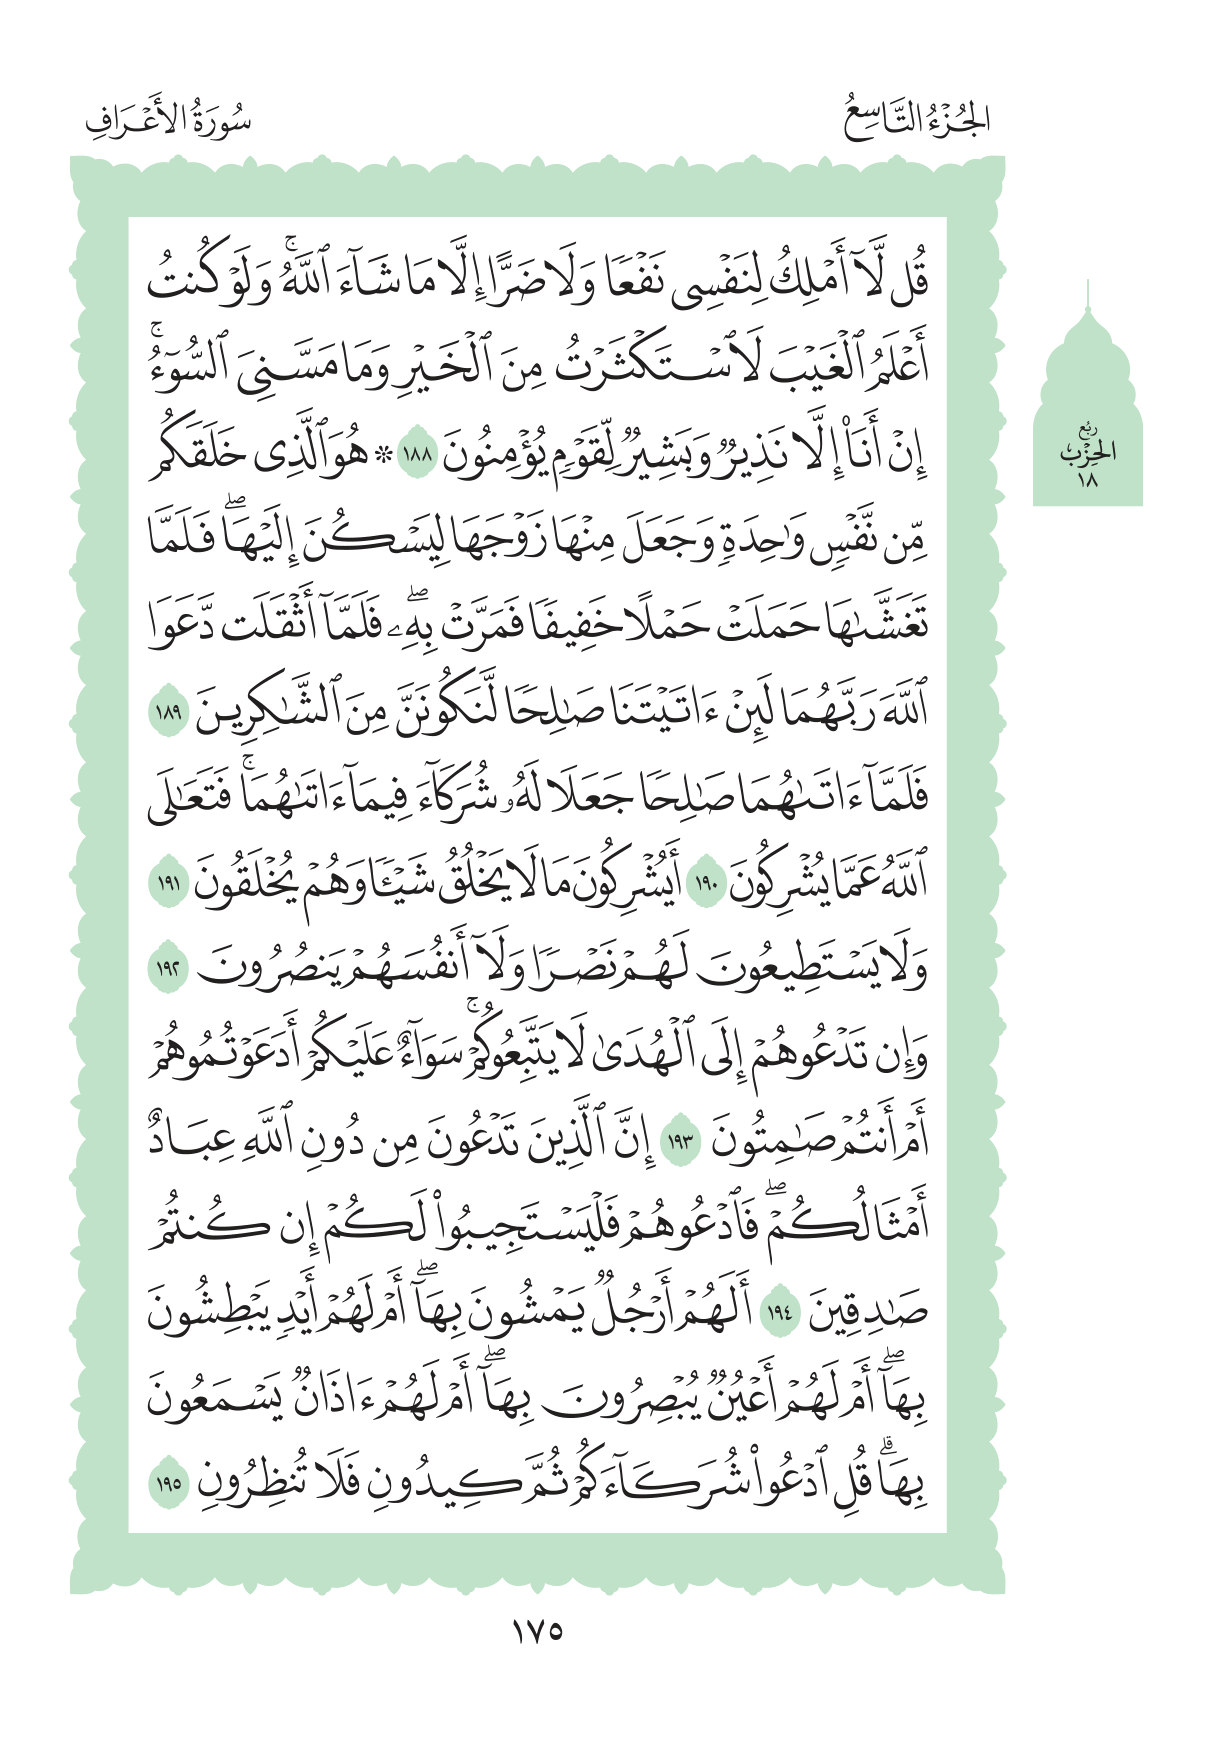 الجُزْءُ التَّاسِعُ
سُورَةُ الأَعْرَافِ
قُل لَّآ أَمْلِكُ لِنَفْسِى نَفْعًا وَلَا ضَرًّا إِلَّا مَا شَآءَ ٱللَّهُۚ وَلَوْ كُنتُ
أَعْلَمُ ٱلْغَيْبَ لَٱسْتَكْثَرْتُ مِنَ ٱلْخَيْرِ وَمَا مَسَّنِىَ ٱلسُّوٓءُۚ
إِنْ أَنَا۠ إِلَّا نَذِيرٌ وَبَشِيرٌ لِّقَوْمٍ يُؤْمِنُونَ ١٨٨ ۞ هُوَ ٱلَّذِى خَلَقَكُم
مِّن نَّفْسٍ وَٰحِدَةٍ وَجَعَلَ مِنْهَا زَوْجَهَا لِيَسْكُنَ إِلَيْهَاۖ فَلَمَّا
تَغَشَّىٰهَا حَمَلَتْ حَمْلًا خَفِيفًا فَمَرَّتْ بِهِۦۖ فَلَمَّآ أَثْقَلَت دَّعَوَا
ٱللَّهَ رَبَّهُمَا لَئِنْ ءَاتَيْتَنَا صَٰلِحًا لَّنَكُونَنَّ مِنَ ٱلشَّٰكِرِينَ ١٨٩
فَلَمَّآ ءَاتَىٰهُمَا صَٰلِحًا جَعَلَا لَهُۥ شُرَكَآءَ فِيمَآ ءَاتَىٰهُمَاۚ فَتَعَٰلَى
ٱللَّهُ عَمَّا يُشْرِكُونَ ١٩٠ أَيُشْرِكُونَ مَا لَا يَخْلُقُ شَيْـًٔا وَهُمْ يُخْلَقُونَ ١٩١
وَلَا يَسْتَطِيعُونَ لَهُمْ نَصْرًا وَلَآ أَنفُسَهُمْ يَنصُرُونَ ١٩٢
وَإِن تَدْعُوهُمْ إِلَى ٱلْهُدَىٰ لَا يَتَّبِعُوكُمْۚ سَوَآءٌ عَلَيْكُمْ أَدَعَوْتُمُوهُمْ
أَمْ أَنتُمْ صَٰمِتُونَ ١٩٣ إِنَّ ٱلَّذِينَ تَدْعُونَ مِن دُونِ ٱللَّهِ عِبَادٌ
أَمْثَالُكُمْۖ فَٱدْعُوهُمْ فَلْيَسْتَجِيبُوا۟ لَكُمْ إِن كُنتُمْ
صَٰدِقِينَ ١٩٤ أَلَهُمْ أَرْجُلٌ يَمْشُونَ بِهَآۖ أَمْ لَهُمْ أَيْدٍ يَبْطِشُونَ
بِهَآۖ أَمْ لَهُمْ أَعْيُنٌ يُبْصِرُونَ بِهَآۖ أَمْ لَهُمْ ءَاذَانٌ يَسْمَعُونَ
بِهَاۗ قُلِ ٱدْعُوا۟ شُرَكَآءَكُمْ ثُمَّ كِيدُونِ فَلَا تُنظِرُونِ ١٩٥
رُبْع
الحِزْب
١٨
١٧٥